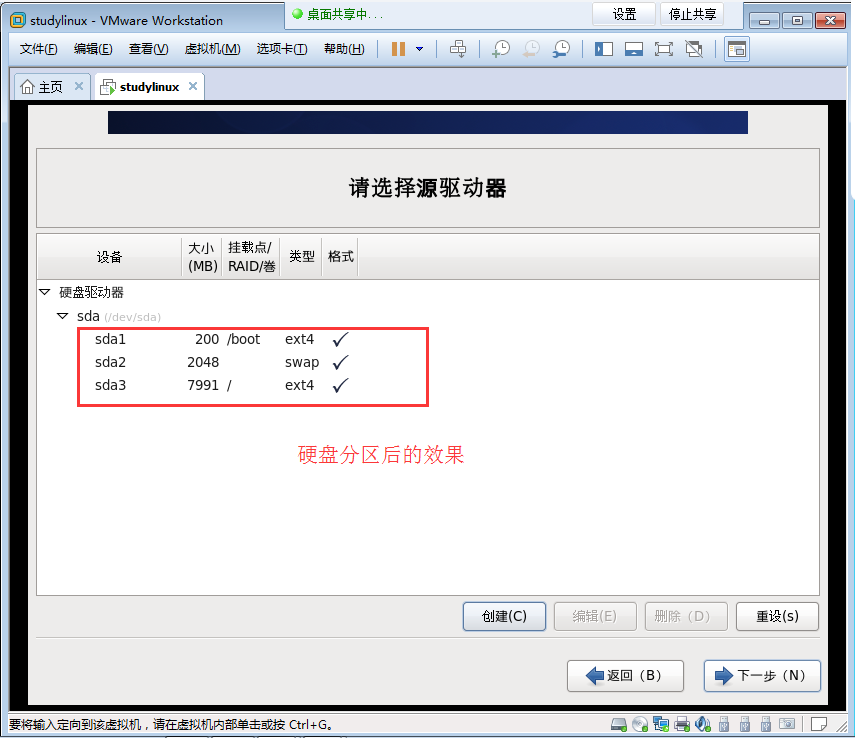 studylinux - VMware Workstation
桌面共享中...
设置
停止共享
文件(F) 编辑(E) 查看(V) 虚拟机(M) 选项卡(T) 帮助(H)
主页
studylinux
请选择源驱动器
设备
大小
(MB)
挂载点/
RAID/卷
类型
格式
硬盘驱动器
sda (/dev/sda)
sda1 200 /boot ext4
sda2 2048 swap
sda3 7991 / ext4
硬盘分区后的效果
创建(C) 编辑(E) 删除（D） 重设(s)
返回（B） 下一步（N）
要将输入定向到该虚拟机，请在虚拟机内部单击或按 Ctrl+G。